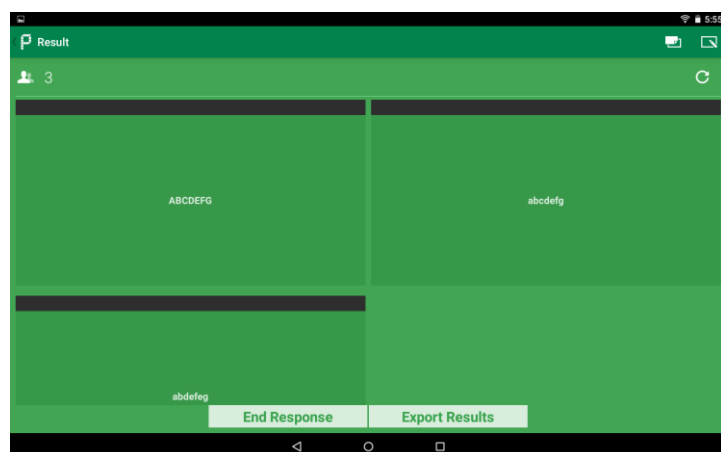 5:55
Result
3
ABCDEFG
abcdefg
abdefeg
End Response
Export Results